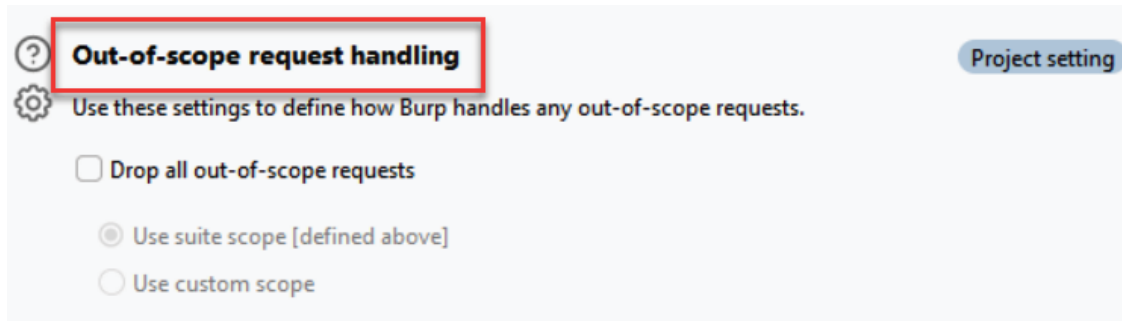 Out-of-scope request handling
Project setting
Use these settings to define how Burp handles any out-of-scope requests.
Drop all out-of-scope requests
Use suite scope [defined above]
Use custom scope